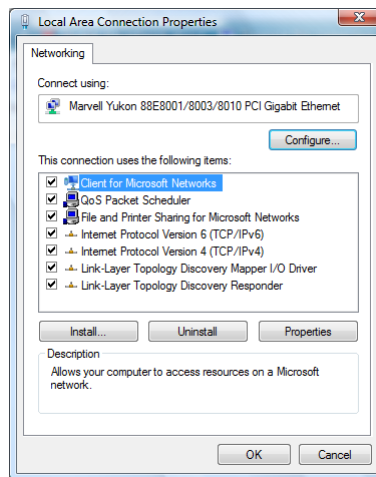 Local Area Connection Properties
Networking
Connect using:
Marvell Yukon 88E8001/8003/8010 PCI Gigabit Ethernet
Configure...
This connection uses the following items:
Client for Microsoft Networks
QoS Packet Scheduler
File and Printer Sharing for Microsoft Networks
Internet Protocol Version 6 (TCP/IPv6)
Internet Protocol Version 4 (TCP/IPv4)
Link-Layer Topology Discovery Mapper I/O Driver
Link-Layer Topology Discovery Responder
Install... Uninstall Properties
Description
Allows your computer to access resources on a Microsoft
network.
OK Cancel